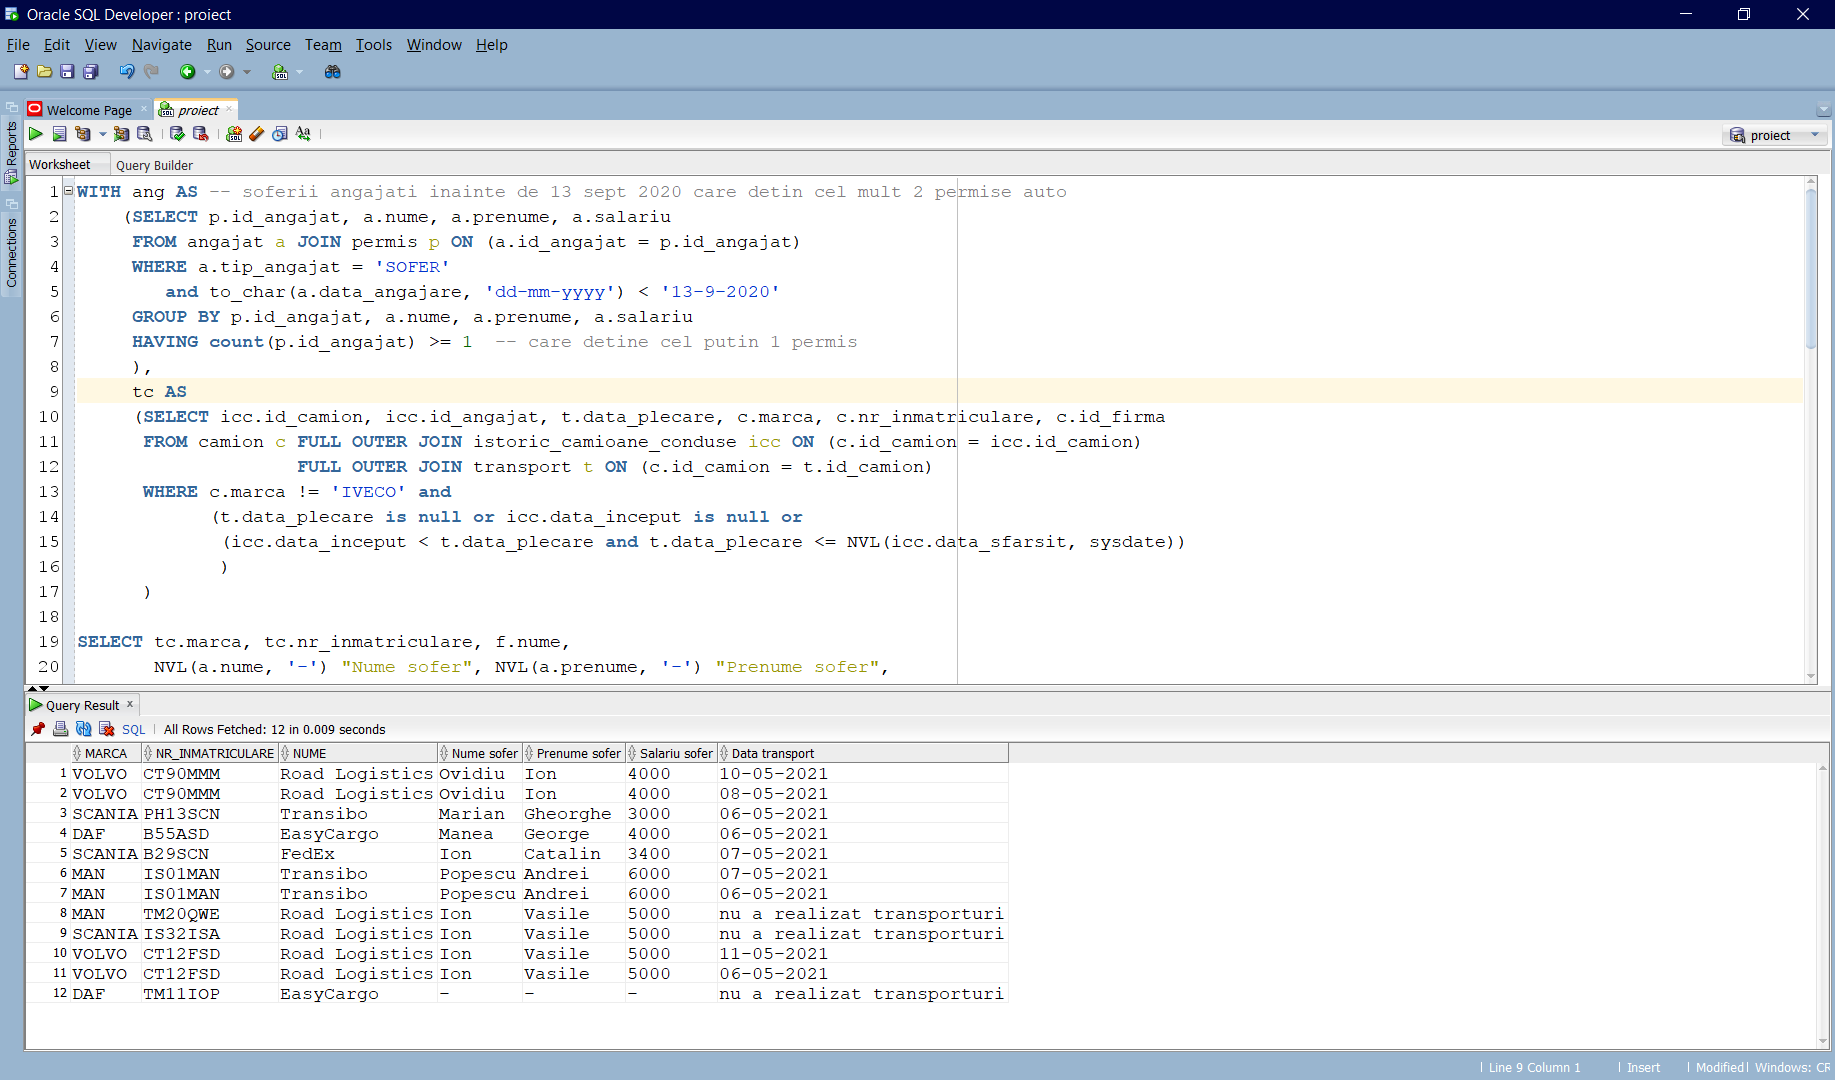 Oracle SQL Developer : proiect
File Edit View Navigate Run Source Team Tools Window Help
Reports
Connections
Welcome Page
proiect
proiect
Worksheet Query Builder
1 WITH ang AS -- soferii angajati inainte de 13 sept 2020 care detin cel mult 2 permise auto
2 (SELECT p.id_angajat, a.nume, a.prenume, a.salariu
3 FROM angajat a JOIN permis p ON (a.id_angajat = p.id_angajat)
4 WHERE a.tip_angajat = 'SOFER'
5 and to_char(a.data_angajare, 'dd-mm-yyyy') < '13-9-2020'
6 GROUP BY p.id_angajat, a.nume, a.prenume, a.salariu
7 HAVING count(p.id_angajat) >= 1 -- care detine cel putin 1 permis
8 ),
9 tc AS
10 (SELECT icc.id_camion, icc.id_angajat, t.data_plecare, c.marca, c.nr_inmatriculare, c.id_firma
11 FROM camion c FULL OUTER JOIN istoric_camioane_conduse icc ON (c.id_camion = icc.id_camion)
12 FULL OUTER JOIN transport t ON (c.id_camion = t.id_camion)
13 WHERE c.marca != 'IVECO' and
14 (t.data_plecare is null or icc.data_inceput is null or
15 (icc.data_inceput < t.data_plecare and t.data_plecare <= NVL(icc.data_sfarsit, sysdate))
16 )
17 )
18
19 SELECT tc.marca, tc.nr_inmatriculare, f.nume,
20 NVL(a.nume, '-') "Nume sofer", NVL(a.prenume, '-') "Prenume sofer",
Query Result
SQL All Rows Fetched: 12 in 0.009 seconds
MARCA NR_INMATRICULARE NUME Nume sofer Prenume sofer Salariu sofer Data transport
1 VOLVO CT90MMM Road Logistics Ovidiu Ion 4000 10-05-2021
2 VOLVO CT90MMM Road Logistics Ovidiu Ion 4000 08-05-2021
3 SCANIA PH13SCN Transibo Marian Gheorghe 3000 06-05-2021
4 DAF B55ASD EasyCargo Manea George 4000 06-05-2021
5 SCANIA B29SCN FedEx Ion Catalin 3400 07-05-2021
6 MAN IS01MAN Transibo Popescu Andrei 6000 07-05-2021
7 MAN IS01MAN Transibo Popescu Andrei 6000 06-05-2021
8 MAN TM20QWE Road Logistics Ion Vasile 5000 nu a realizat transporturi
9 SCANIA IS32ISA Road Logistics Ion Vasile 5000 nu a realizat transporturi
10 VOLVO CT12FSD Road Logistics Ion Vasile 5000 11-05-2021
11 VOLVO CT12FSD Road Logistics Ion Vasile 5000 06-05-2021
12 DAF TM11IOP EasyCargo - - - nu a realizat transporturi
Line 9 Column 1 Insert Modified Windows: CR